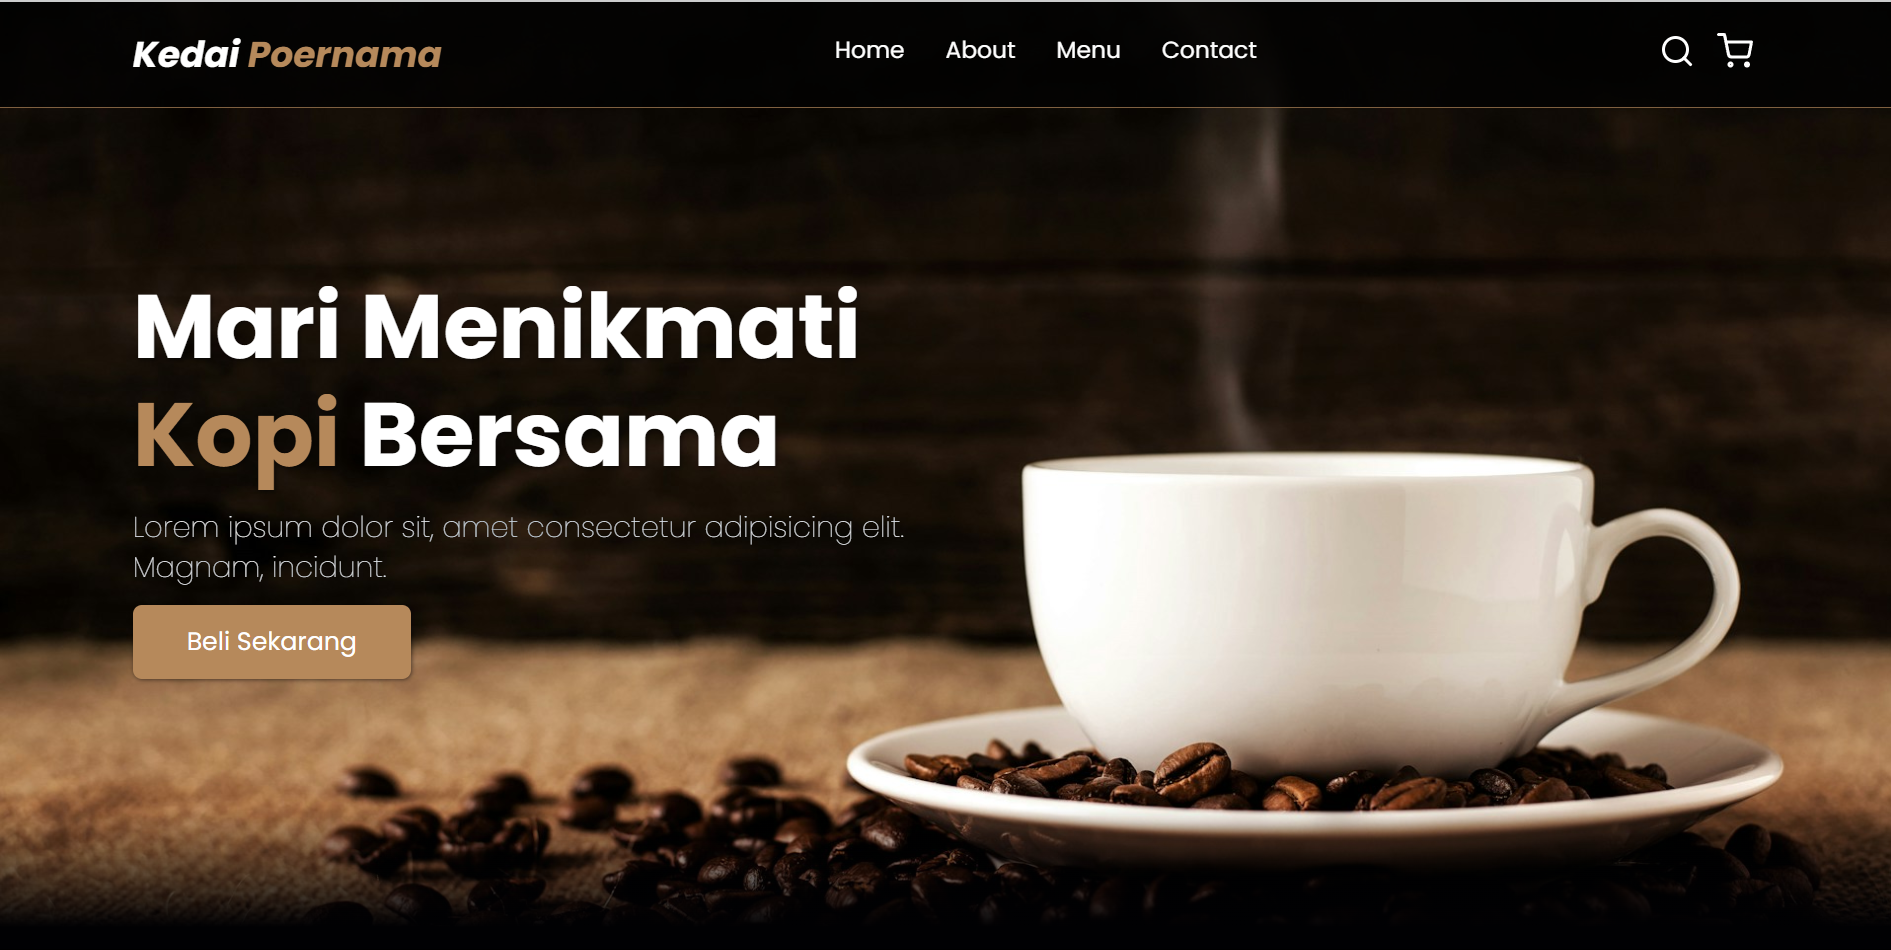 Kedai Poernama
Home About Menu Contact
Mari Menikmati
Kopi Bersama
Lorem ipsum dolor sit, amet consectetur adipisicing elit.
Magnam, incidunt.
Beli Sekarang